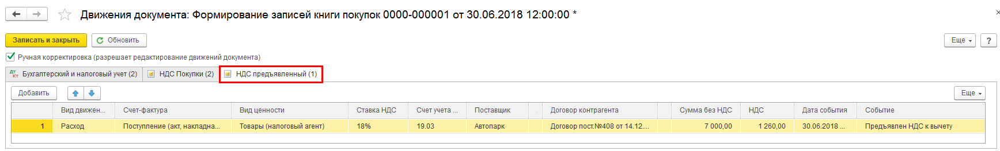 Движения документа: Формирование записей книги покупок 0000-000001 от 30.06.2018 12:00:00 *
Записать и закрыть Обновить Еще ?
Ручная корректировка (разрешает редактирование движений документа)
Дт Кт Бухгалтерский и налоговый учет (2) НДС Покупки (2) НДС предъявленный (1)
Добавить Еще
Вид движен... Счет-фактура Вид ценности Ставка НДС Счет учета ... Поставщик Договор контрагента Сумма без НДС НДС Дата события Событие
1 Расход Поступление (акт, накладна... Товары (налоговый агент) 18% 19.03 Автопарк Договор пост.№408 от 14.12.... 7 000,00 1 260,00 30.06.2018 ... Предъявлен НДС к вычету